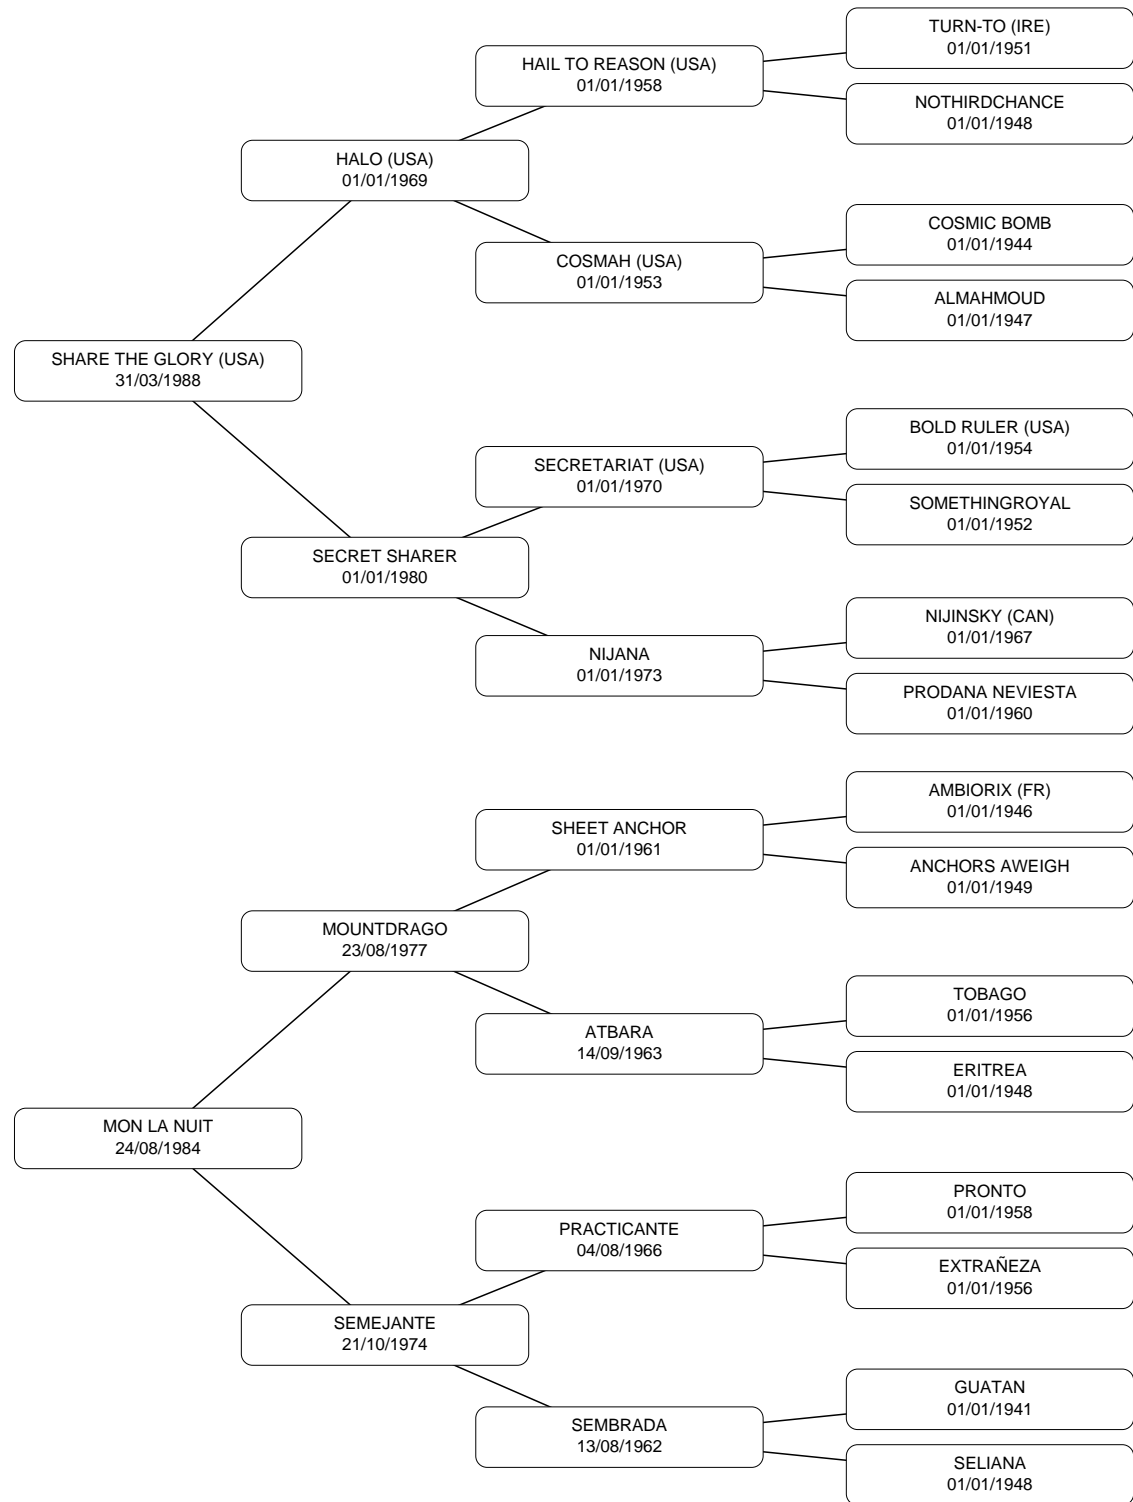 TURN-TO (IRE)
01/01/1951
HAIL TO REASON (USA)
01/01/1958
NOTHIRDCHANCE
01/01/1948
HALO (USA)
01/01/1969
COSMIC BOMB
01/01/1944
COSMAH (USA)
01/01/1953
ALMAHMOUD
01/01/1947
SHARE THE GLORY (USA)
31/03/1988
BOLD RULER (USA)
01/01/1954
SECRETARIAT (USA)
01/01/1970
SOMETHINGROYAL
01/01/1952
SECRET SHARER
01/01/1980
NIJINSKY (CAN)
01/01/1967
NIJANA
01/01/1973
PRODANA NEVIESTA
01/01/1960
AMBIORIX (FR)
01/01/1946
SHEET ANCHOR
01/01/1961
ANCHORS AWEIGH
01/01/1949
MOUNTDRAGO
23/08/1977
TOBAGO
01/01/1956
ATBARA
14/09/1963
ERITREA
01/01/1948
MON LA NUIT
24/08/1984
PRONTO
01/01/1958
PRACTICANTE
04/08/1966
EXTRAÑEZA
01/01/1956
SEMEJANTE
21/10/1974
GUATAN
01/01/1941
SEMBRADA
13/08/1962
SELIANA
01/01/1948